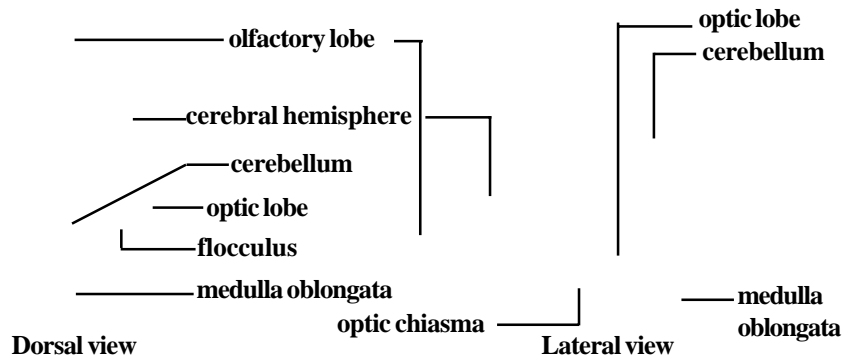 optic lobe
olfactory lobe
cerebellum
cerebral hemisphere
cerebellum
optic lobe
flocculus
medulla oblongata
medulla
oblongata
optic chiasma
Dorsal view
Lateral view